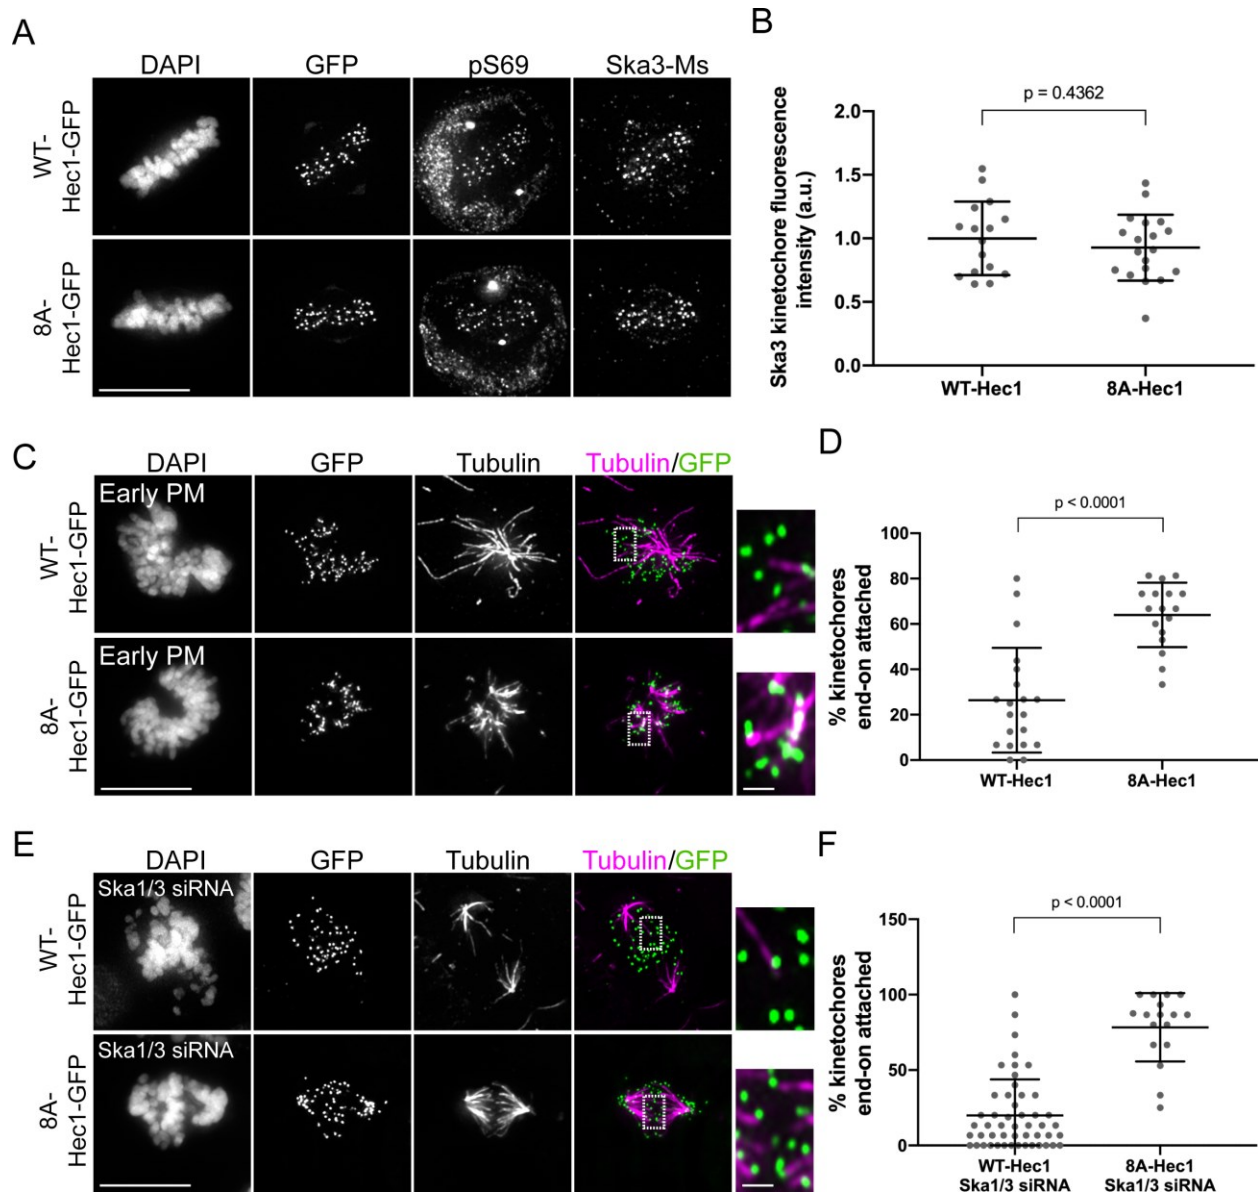 A
DAPI GFP pS69 Ska3-Ms
WT-
Hec1-GFP
8A-
Hec1-GFP
B
p = 0.4362
Ska3 kinetochore fluorescence
intensity (a.u.)
2.0
1.5
1.0
0.5
0.0
WT-Hec1 8A-Hec1
C
DAPI GFP Tubulin Tubulin/GFP
WT-
Hec1-GFP
Early PM
8A-
Hec1-GFP
Early PM
D
p < 0.0001
% kinetochores
end-on attached
100
80
60
40
20
0
WT-Hec1 8A-Hec1
E
DAPI GFP Tubulin Tubulin/GFP
WT-
Hec1-GFP
Ska1/3 siRNA
8A-
Hec1-GFP
Ska1/3 siRNA
F
p < 0.0001
% kinetochores
end-on attached
150
100
50
0
WT-Hec1 8A-Hec1
Ska1/3 siRNA Ska1/3 siRNA